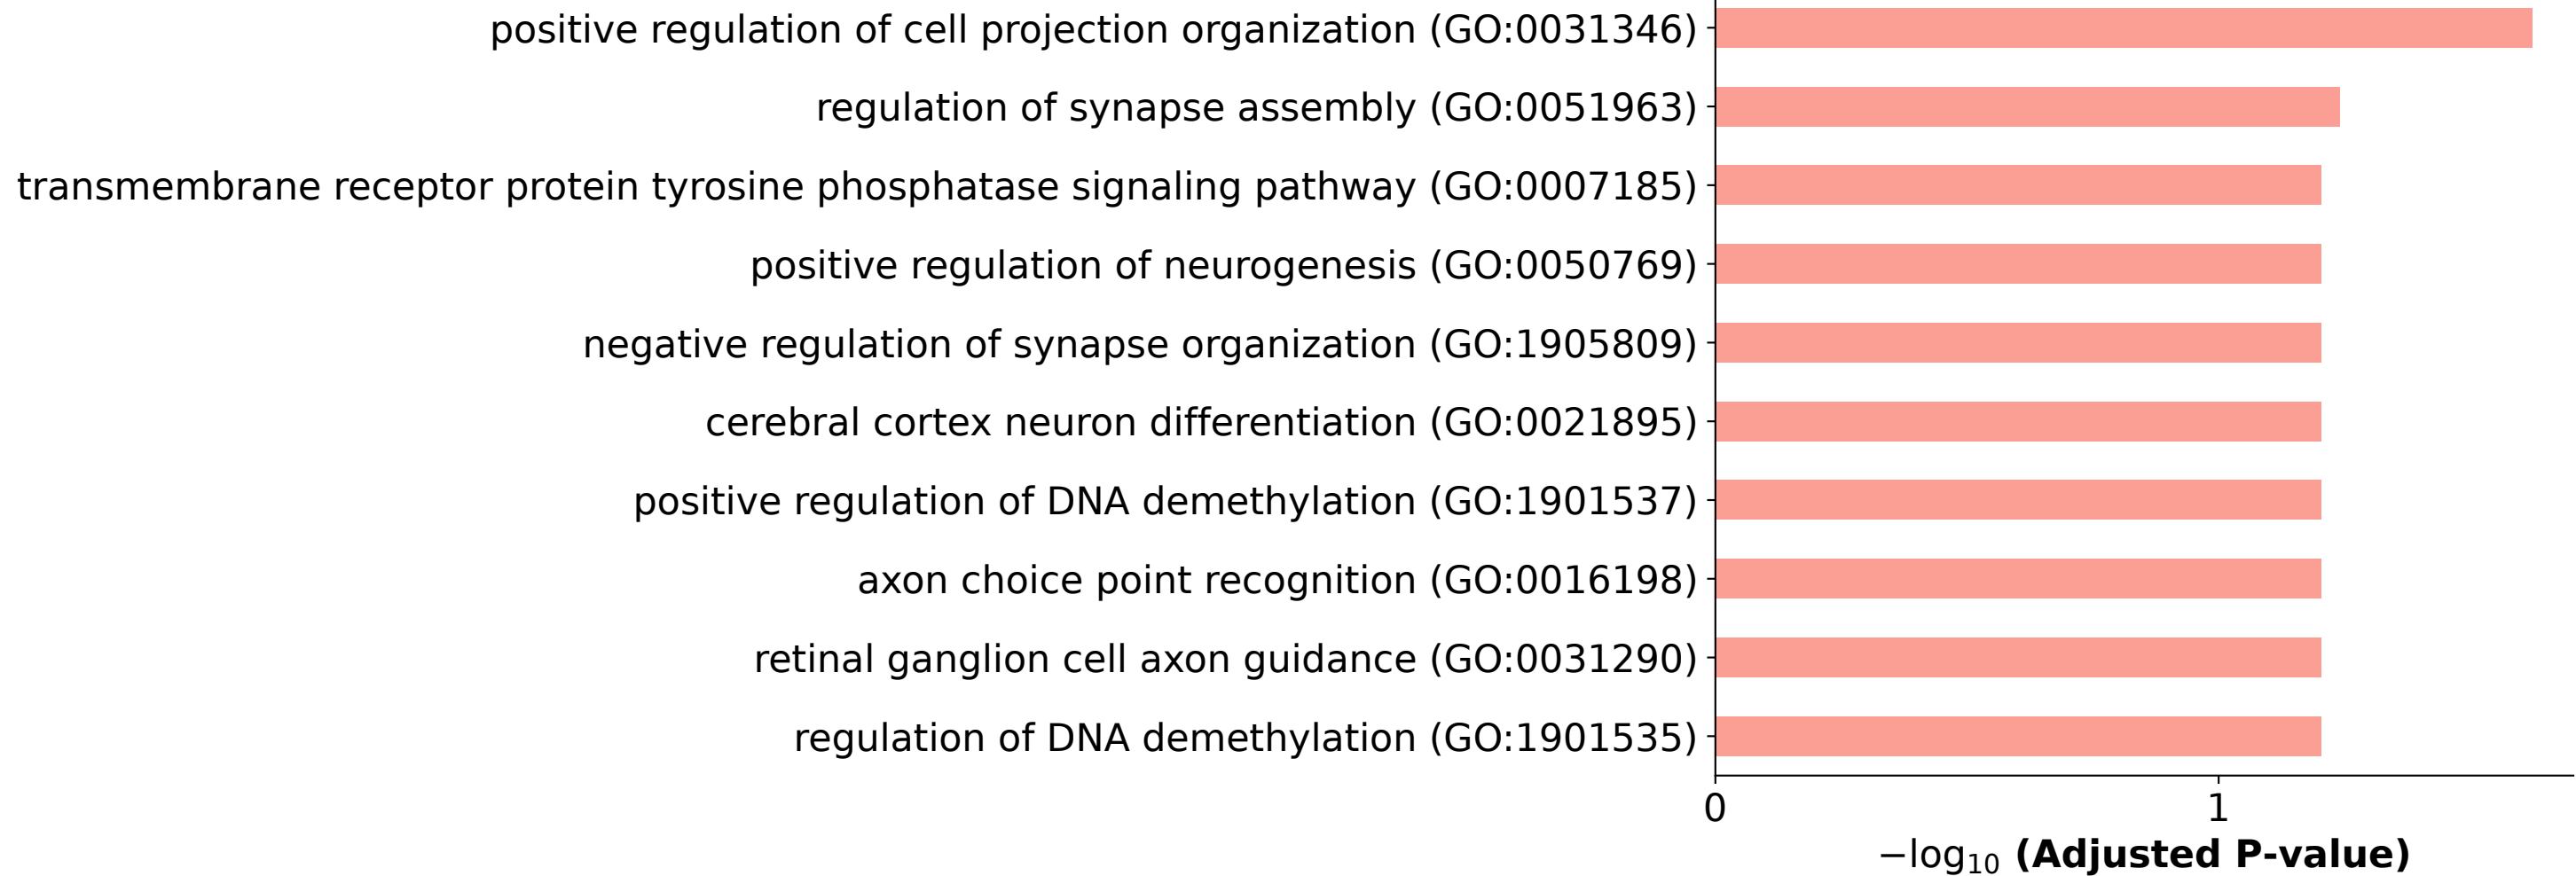 positive regulation of cell projection organization (GO:0031346)
regulation of synapse assembly (GO:0051963)
transmembrane receptor protein tyrosine phosphatase signaling pathway (GO:0007185)
positive regulation of neurogenesis (GO:0050769)
negative regulation of synapse organization (GO:1905809)
cerebral cortex neuron differentiation (GO:0021895)
positive regulation of DNA demethylation (GO:1901537)
axon choice point recognition (GO:0016198)
retinal ganglion cell axon guidance (GO:0031290)
regulation of DNA demethylation (GO:1901535)
0 1
−log₁₀ (Adjusted P-value)